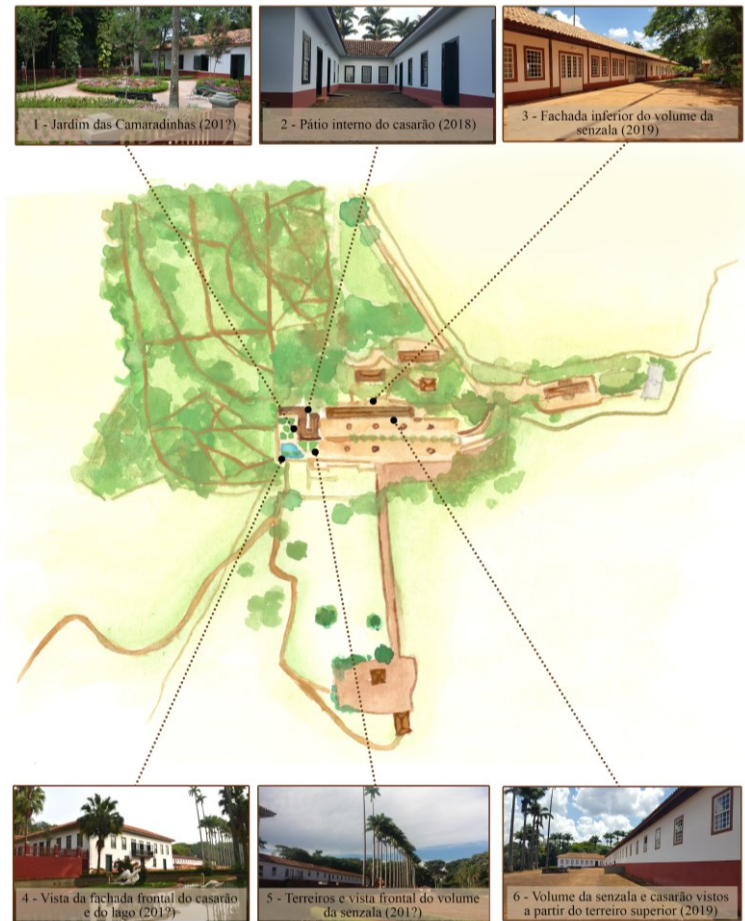 1 - Jardim das Camaradinhas (201?)
2 - Pátio interno do casarão (2018)
3 - Fachada inferior do volume da
senzala (2019)
4 - Vista da fachada frontal do casarão
e do lago (201?)
5 - Terreiros e vista frontal do volume
da senzala (201?)
6 - Volume da senzala e casarão vistos
a partir do terreiro superior (2019)